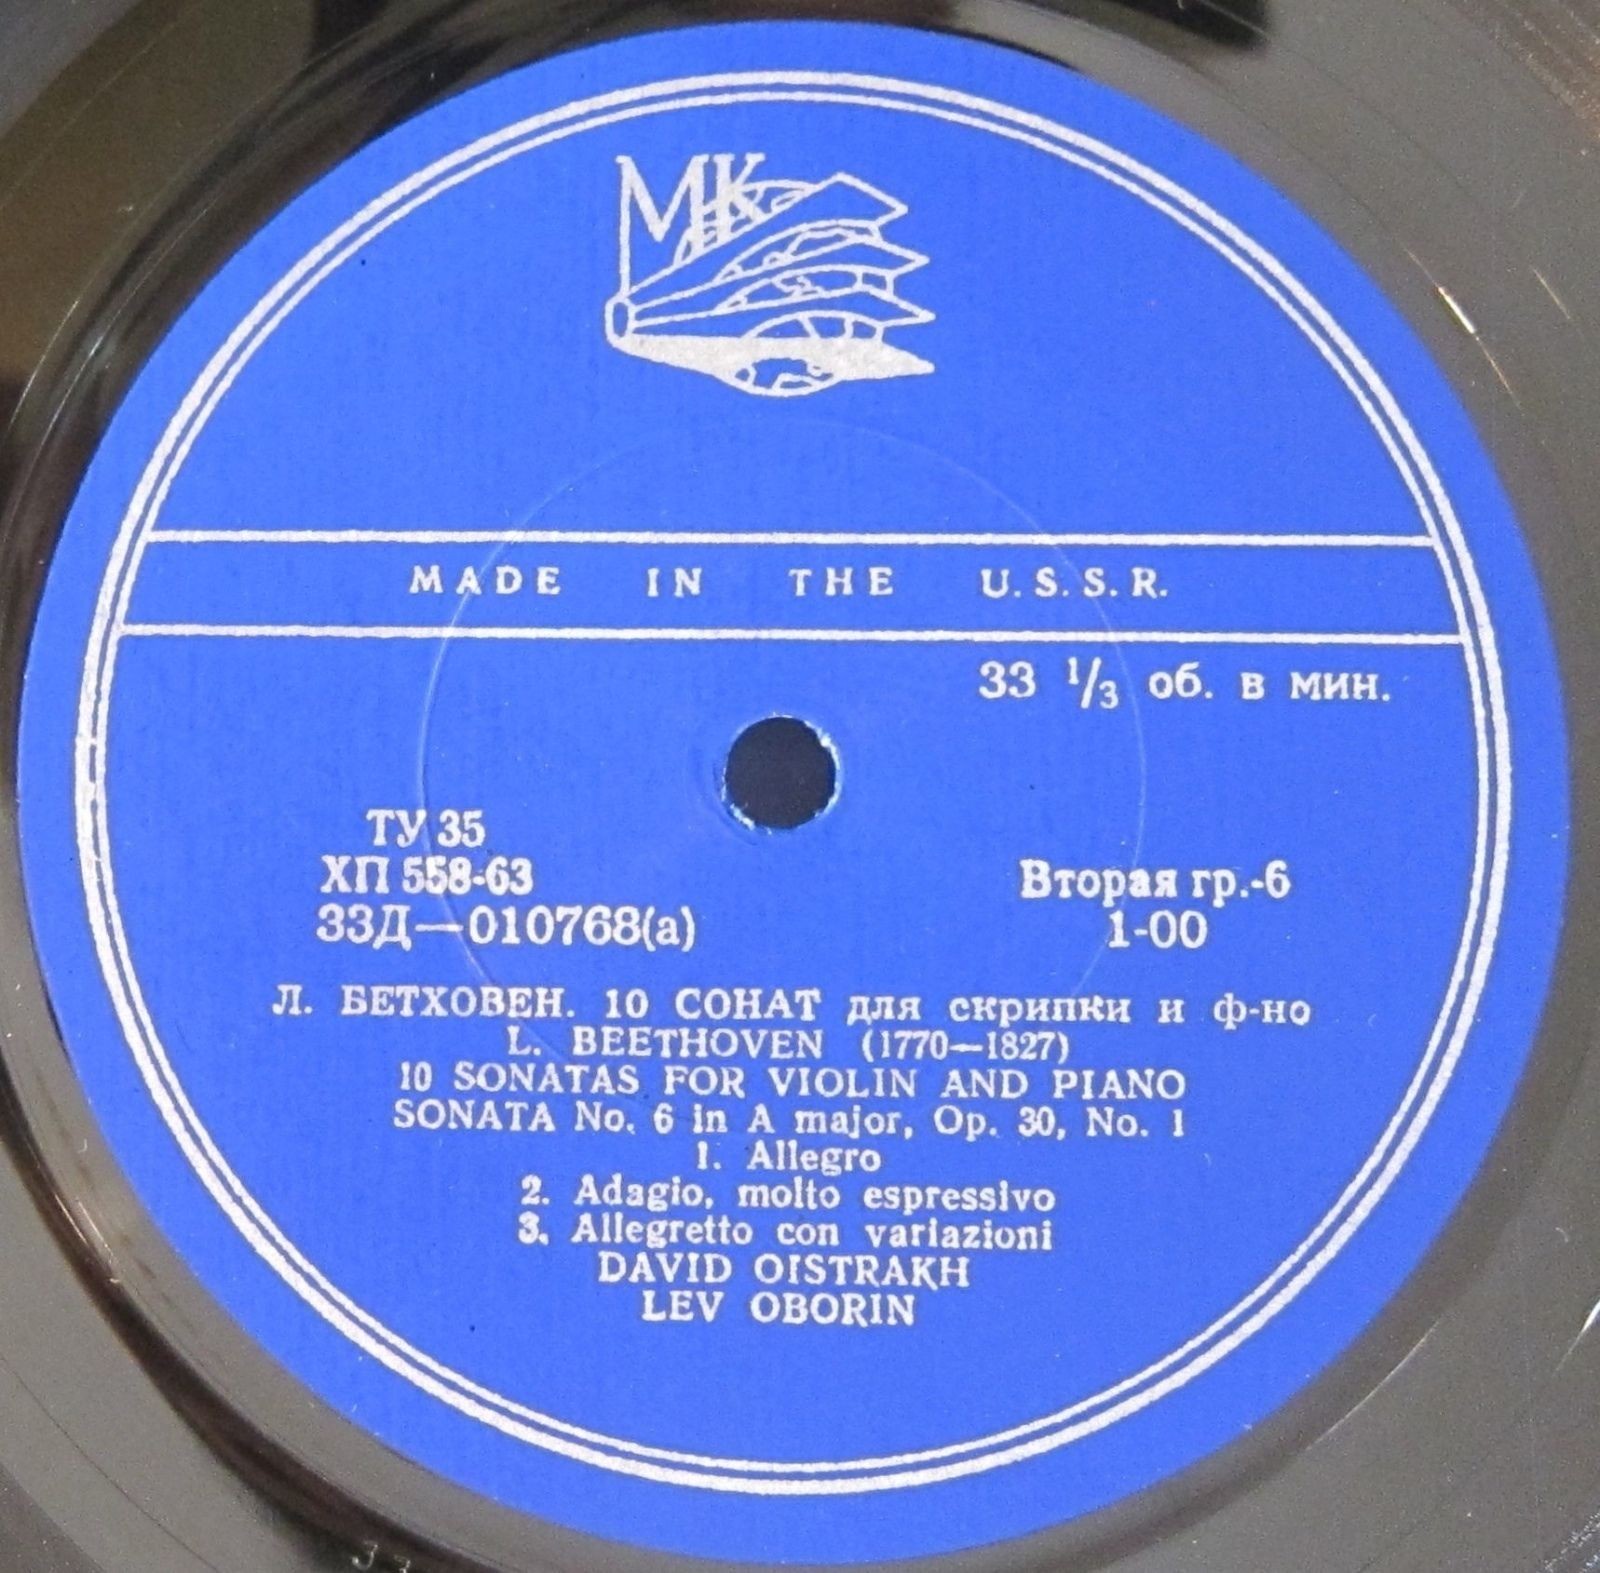 МК
MADE IN THE U.S.S.R.
33 1/3 об. в мин.
ТУ 35
ХП 558-63
33Д—010768(а)
Вторая гр.-6
1-00
Л. БЕТХОВЕН. 10 СОНАТ для скрипки и ф-но
L. BEETHOVEN (1770—1827)
10 SONATAS FOR VIOLIN AND PIANO
SONATA No. 6 in A major, Op. 30, No. 1
1. Allegro
2. Adagio, molto espressivo
3. Allegretto con variazioni
DAVID OISTRAKH
LEV OBORIN